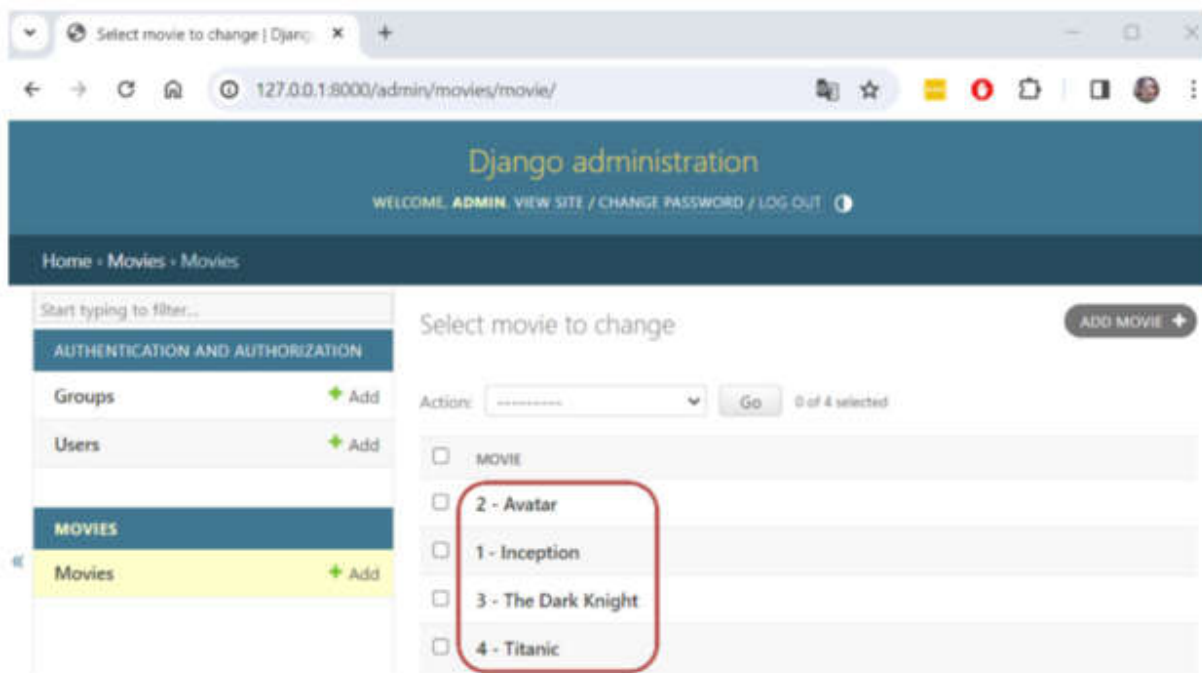 Select movie to change | Djang
127.0.0.1:8000/admin/movies/movie/
Django administration
WELCOME, ADMIN. VIEW SITE / CHANGE PASSWORD / LOG OUT
Home › Movies › Movies
Start typing to filter...
AUTHENTICATION AND AUTHORIZATION
Groups + Add
Users + Add
MOVIES
Movies + Add
Select movie to change
ADD MOVIE +
Action: ---------- Go 0 of 4 selected
MOVIE
2 - Avatar
1 - Inception
3 - The Dark Knight
4 - Titanic